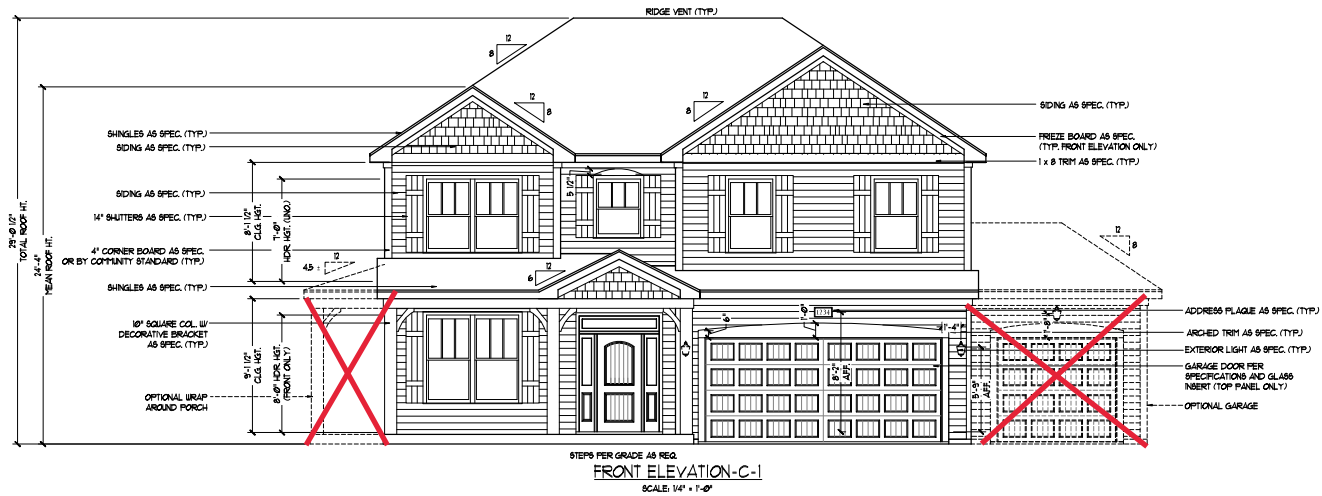 RIDGE VENT (TYP.)
12
8
12
8
12
8
SIDING AS SPEC. (TYP.)
SHINGLES AS SPEC. (TYP.)
SIDING AS SPEC. (TYP.)
FRIEZE BOARD AS SPEC.
(TYP. FRONT ELEVATION ONLY)
1 x 8 TRIM AS SPEC. (TYP.)
SIDING AS SPEC. (TYP.)
14" SHUTTERS AS SPEC. (TYP.)
4" CORNER BOARD AS SPEC.
OR BY COMMUNITY STANDARD (TYP.)
TOTAL ROOF HT.
24'-4"
MEAN ROOF HT.
8'-1 1/2"
CLG. HGT.
7'-0"
HDR. HGT. (UNO.)
5 1/2"
12
4.5
12
6
12
8
SHINGLES AS SPEC. (TYP.)
10" SQUARE COL. W/
DECORATIVE BRACKET
AS SPEC. (TYP.)
9'-1 1/2"
CLG. HGT.
8'-0" HDR. HGT.
(FRONT ONLY)
OPTIONAL WRAP
AROUND PORCH
6"
1'-0"
1234
8'-2"
AFF.
1'-4"
5'-9"
AFF.
ADDRESS PLAQUE AS SPEC. (TYP.)
ARCHED TRIM AS SPEC. (TYP.)
EXTERIOR LIGHT AS SPEC. (TYP.)
GARAGE DOOR PER
SPECIFICATIONS AND GLASS
INSERT (TOP PANEL ONLY)
OPTIONAL GARAGE
STEPS PER GRADE AS REQ.
FRONT ELEVATION-C-1
SCALE: 1/4" = 1'-0"